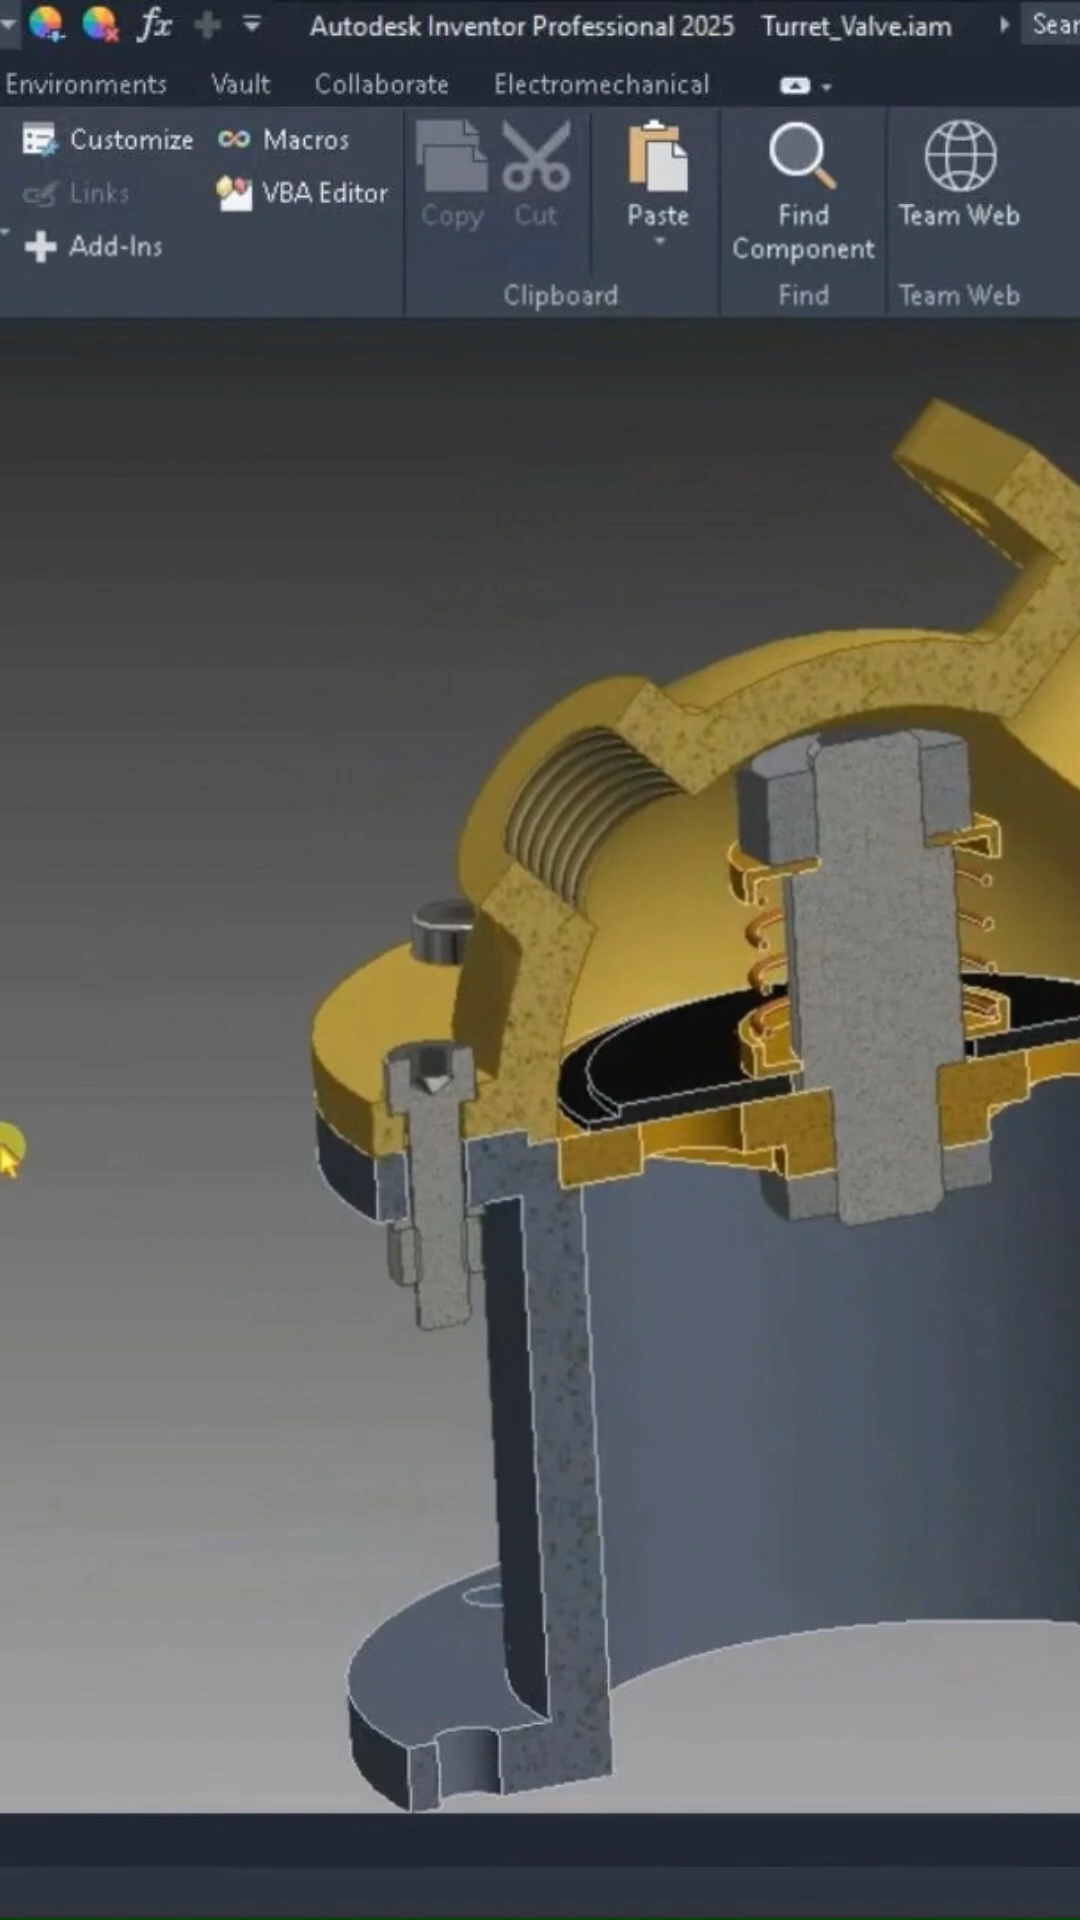 fx Autodesk Inventor Professional 2025 Turret_Valve.iam
Environments Vault Collaborate Electromechanical
Customize Macros
Links VBA Editor
Add-Ins
Copy Cut Paste
Find Component
Team Web
Clipboard Find Team Web